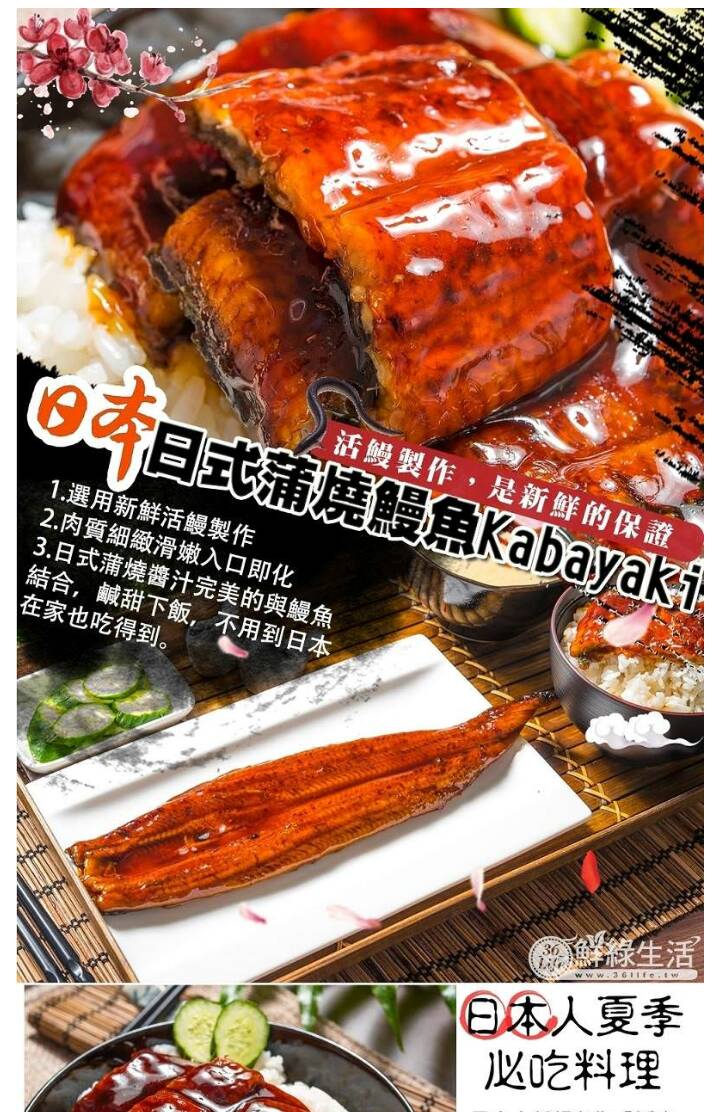 日本
日式蒲燒鰻魚Kabayaki
活鰻製作，是新鮮的保證
1.選用新鮮活鰻製作
2.肉質細緻滑嫩入口即化
3.日式蒲燒醬汁完美的與鰻魚
結合，鹹甜下飯，不用到日本
在家也吃得到。
36 life
鮮綠生活
www.36life.tw
日本人夏季
必吃料理